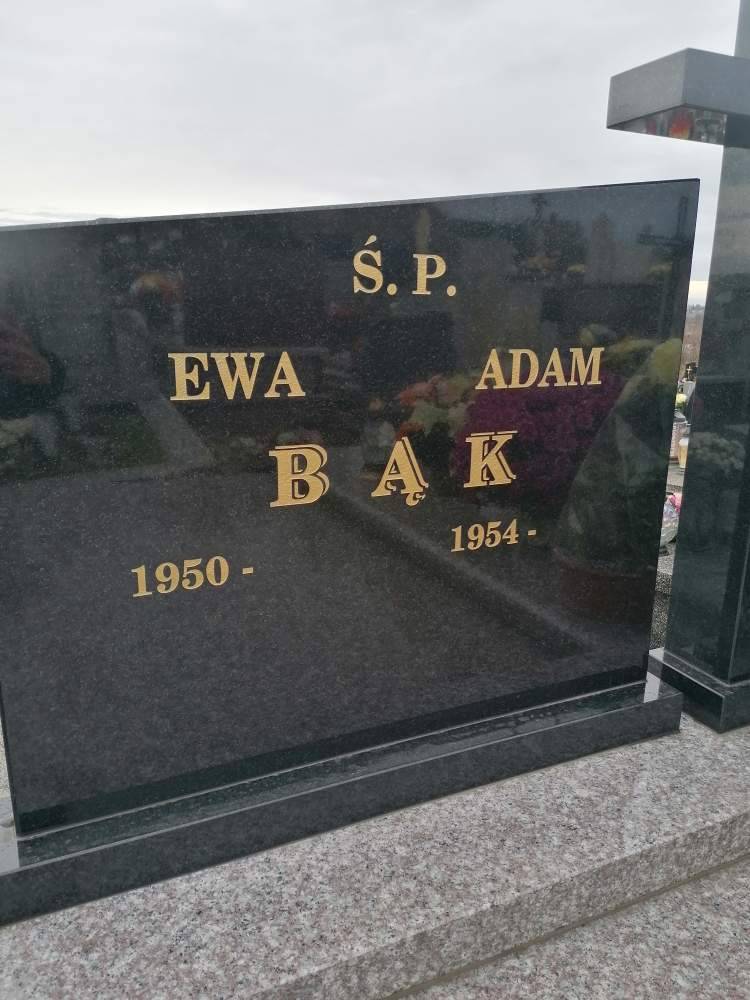 Ś. P.
EWA ADAM
BĄK
1950 - 1954 -